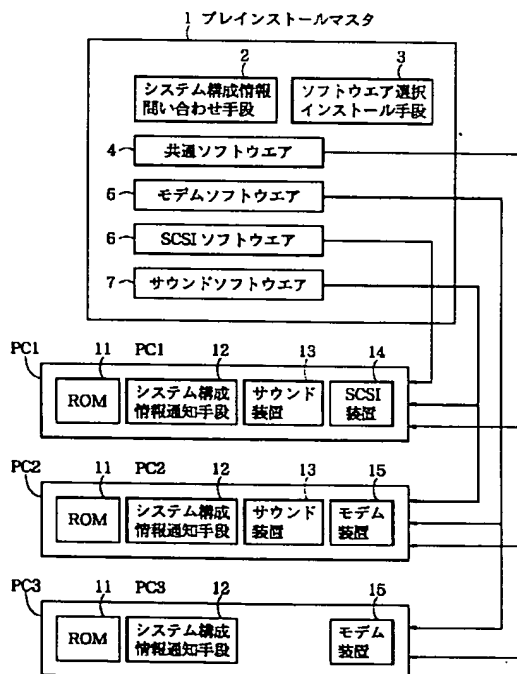 1 プレインストールマスタ
2 3
システム構成情報
問い合わせ手段
ソフトウエア選択
インストール手段
4 共通ソフトウエア
5 モデムソフトウエア
6 SCSIソフトウエア
7 サウンドソフトウエア
PC1 11 PC1 12 13 14
ROM
システム構成
情報通知手段
サウンド
装置
SCSI
装置
PC2 11 PC2 12 13 15
ROM
システム構成
情報通知手段
サウンド
装置
モデム
装置
PC3 11 PC3 12 15
ROM
システム構成
情報通知手段
モデム
装置